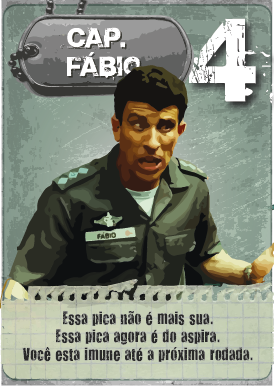 CAP.
FÁBIO
4
FÁBIO
Essa pica não é mais sua.
Essa pica agora é do aspira.
Você esta imune até a próxima rodada.